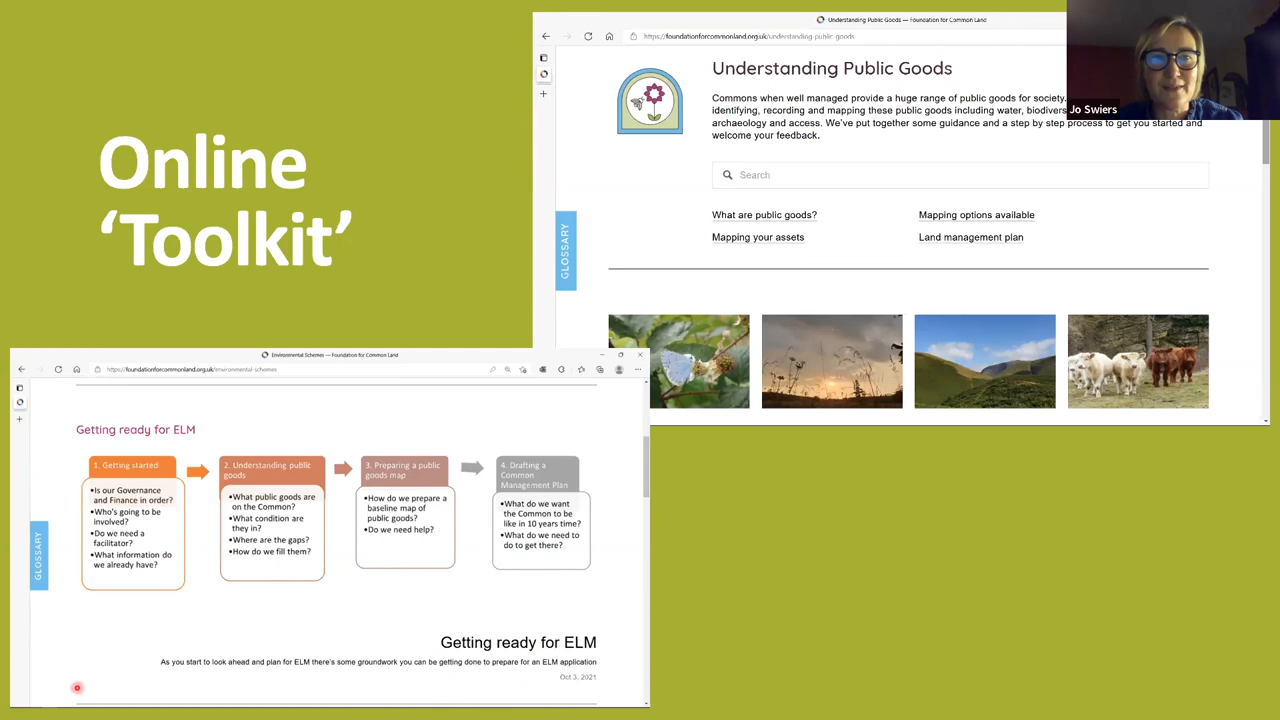 Online
‘Toolkit’
Understanding Public Goods — Foundation for Common Land
https://foundationforcommonland.org.uk/understanding-public-goods
Understanding Public Goods
Commons when well managed provide a huge range of public goods for society.
identifying, recording and mapping these public goods including water, biodivers
archaeology and access. We've put together some guidance and a step by step process to get you started and
welcome your feedback.
Jo Swiers
Search
What are public goods?
Mapping options available
Mapping your assets
Land management plan
GLOSSARY
Environmental Schemes — Foundation for Common Land
https://foundationforcommonland.org.uk/environmental-schemes
Getting ready for ELM
1. Getting started
•Is our Governance
and Finance in order?
•Who's going to be
involved?
•Do we need a
facilitator?
•What information do
we already have?
2. Understanding public
goods
•What public goods are
on the Common?
•What condition are
they in?
•Where are the gaps?
•How do we fill them?
3. Preparing a public
goods map
•How do we prepare a
baseline map of
public goods?
•Do we need help?
4. Drafting a
Common
Management Plan
•What do we want
the Common to be
like in 10 years time?
•What do we need to
do to get there?
GLOSSARY
Getting ready for ELM
As you start to look ahead and plan for ELM there's some groundwork you can be getting done to prepare for an ELM application
Oct 3, 2021